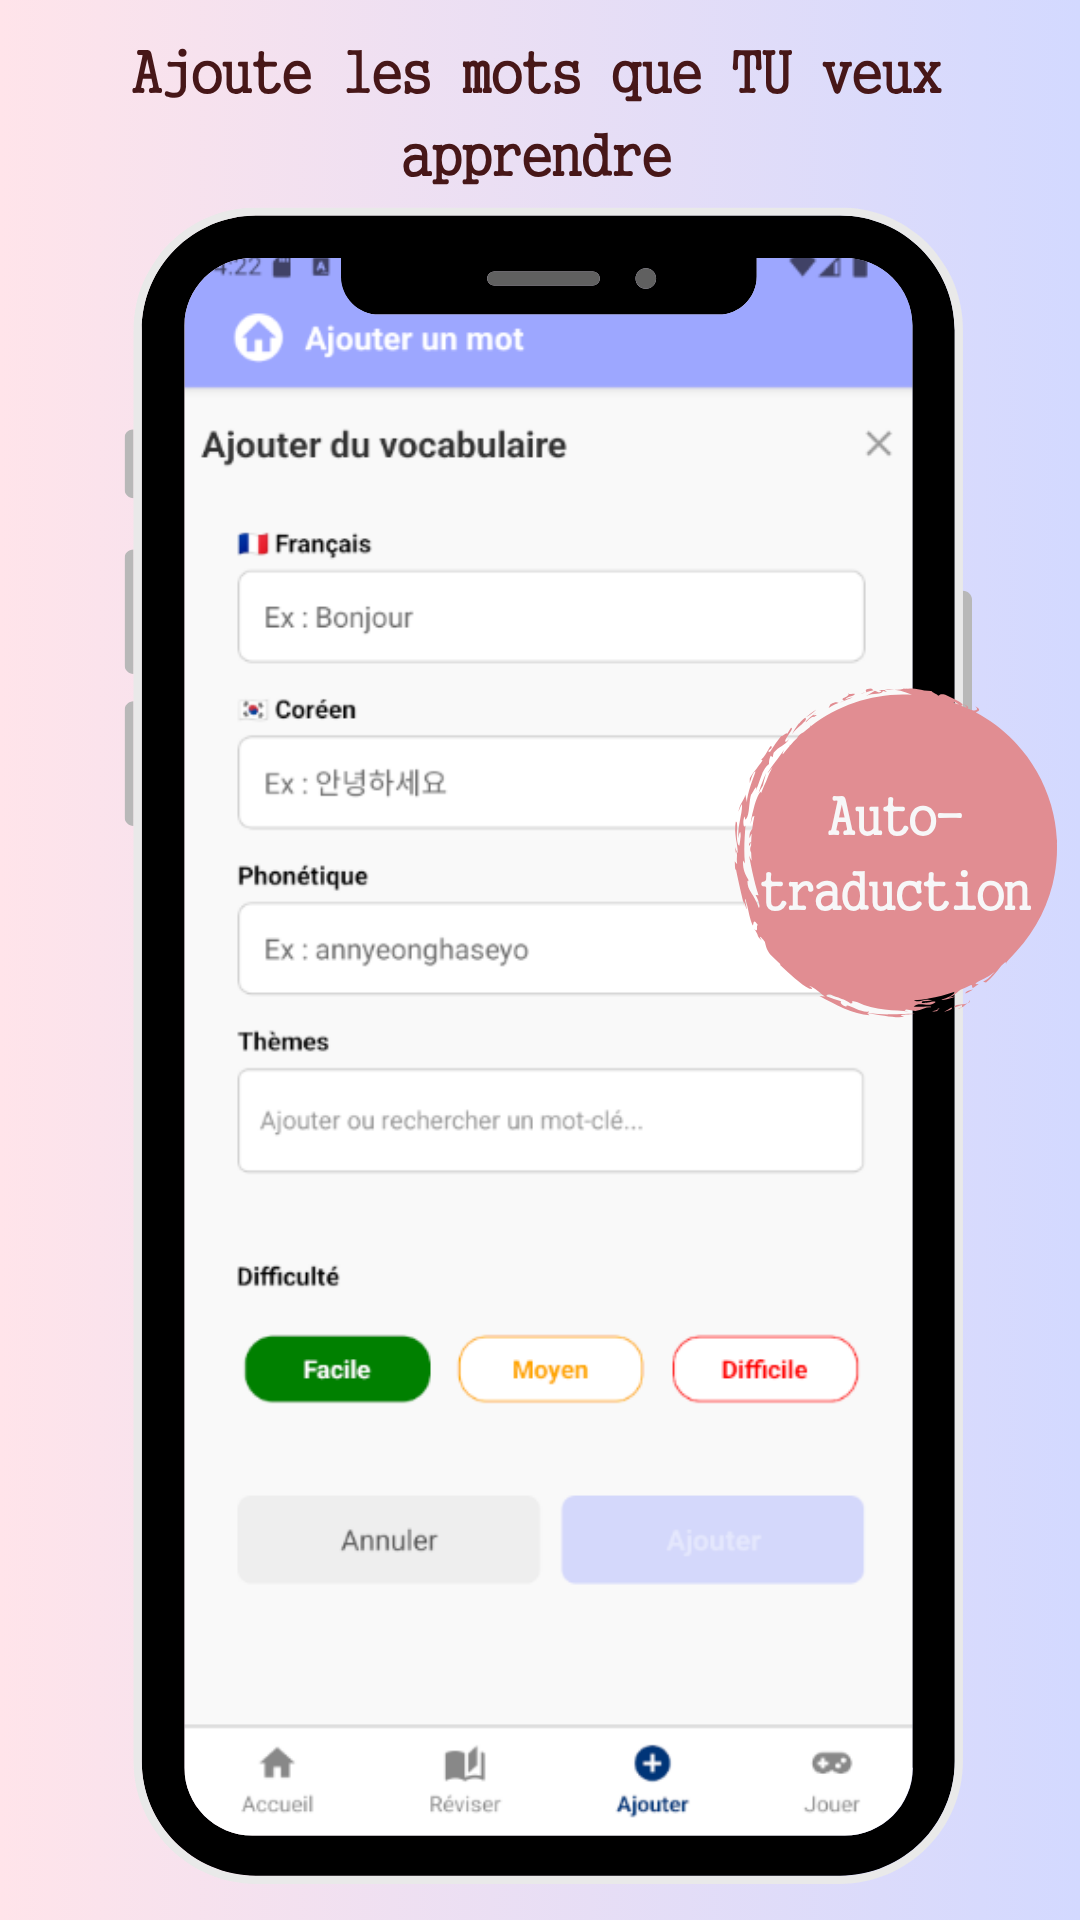 Ajoute les mots que TU veux
apprendre
4:22
Ajouter un mot
Ajouter du vocabulaire
Français
Ex : Bonjour
Coréen
Ex : 안녕하세요
Auto-
traduction
Phonétique
Ex : annyeonghaseyo
Thèmes
Ajouter ou rechercher un mot-clé...
Difficulté
Facile Moyen Difficile
Annuler Ajouter
Accueil Réviser Ajouter Jouer